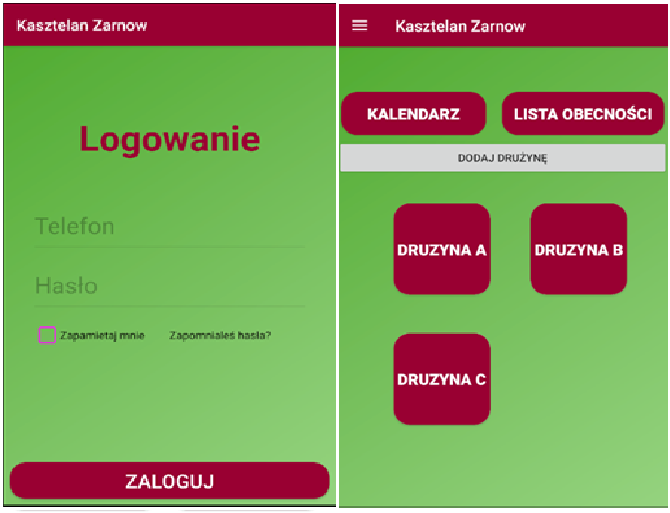 Kasztelan Zarnow
Logowanie
Telefon
Hasło
Zapamietaj mnie
Zapomniałeś hasła?
ZALOGUJ
Kasztelan Zarnow
KALENDARZ
LISTA OBECNOŚCI
DODAJ DRUŻYNĘ
DRUZYNA A
DRUZYNA B
DRUZYNA C